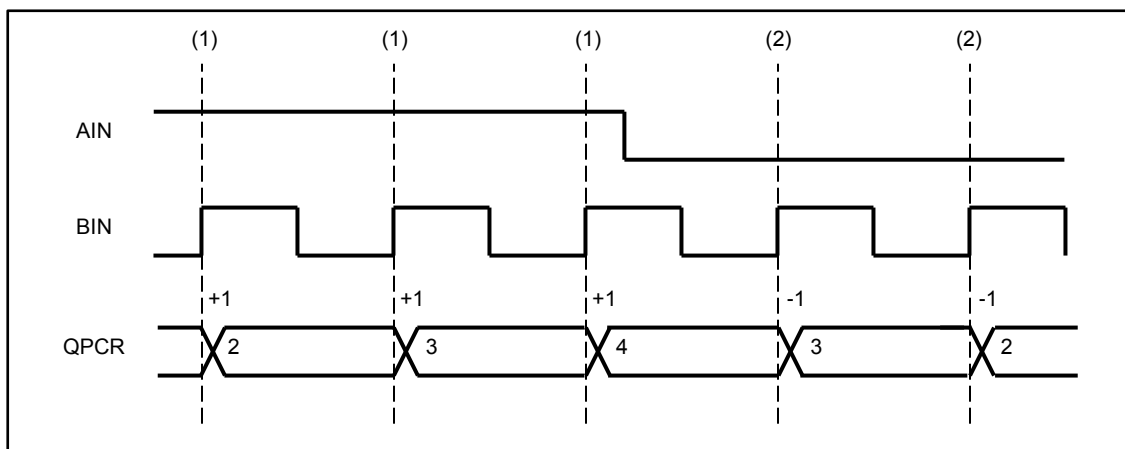 (1) (1) (1) (2) (2)
AIN
BIN
+1 +1 +1 -1 -1
QPCR 2 3 4 3 2